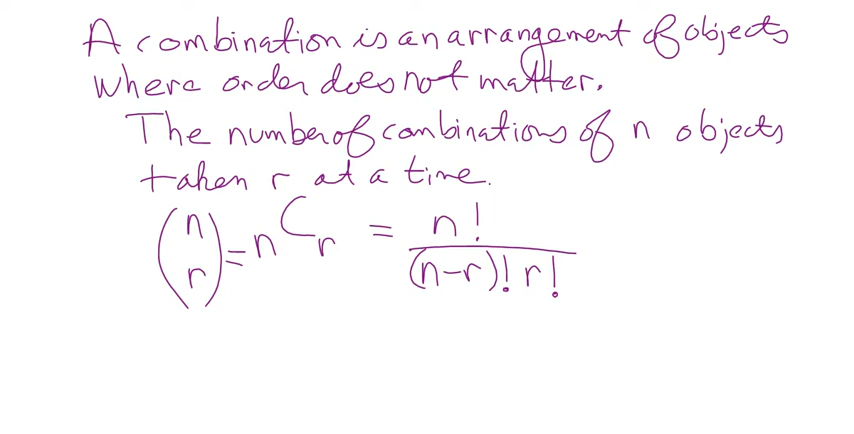 A combination is an arrangement of objects
where order does not matter.
The number of combinations of n objects
taken r at a time.
(n r) = nCr = n! / (n-r)! r!